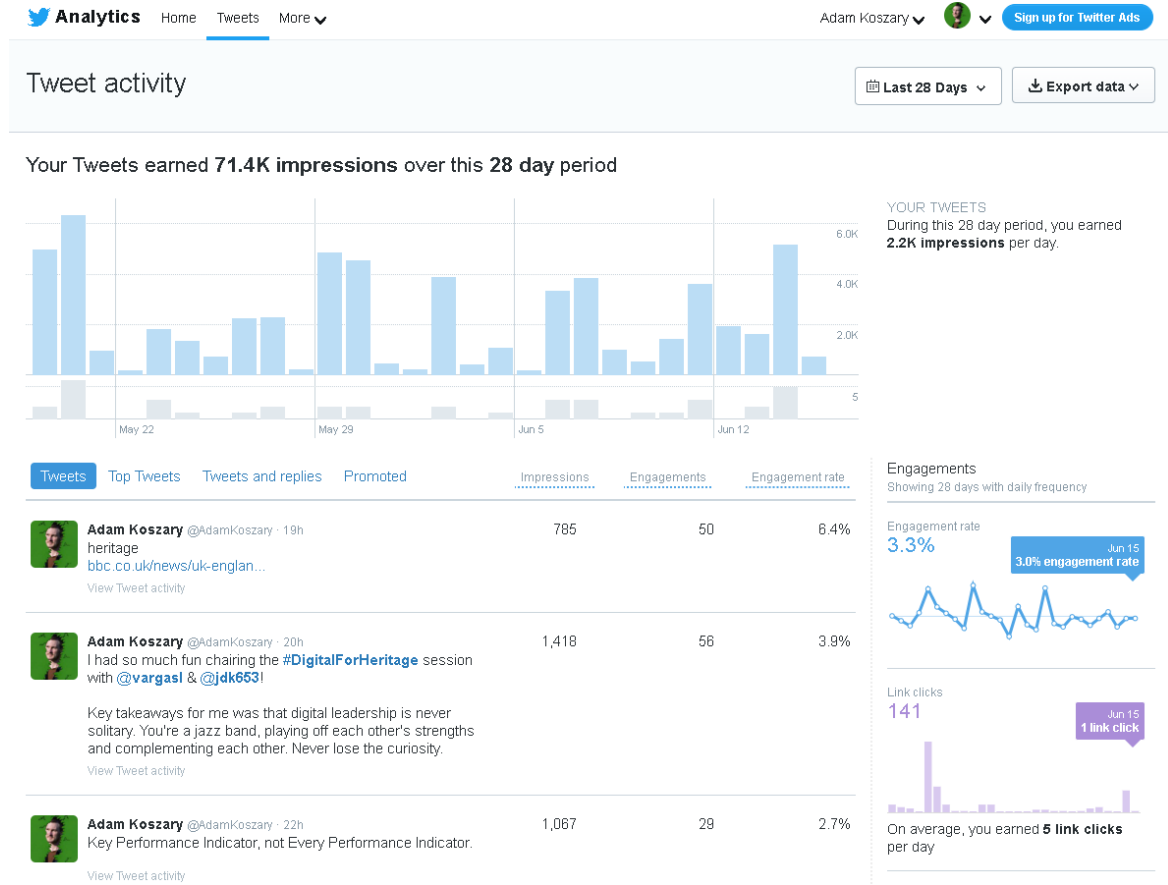 Analytics Home Tweets More Adam Koszary Sign up for Twitter Ads
Tweet activity
Last 28 Days Export data
Your Tweets earned 71.4K impressions over this 28 day period
YOUR TWEETS
During this 28 day period, you earned
2.2K impressions per day.
6.0K
4.0K
2.0K
5
May 22 May 29 Jun 5 Jun 12
Tweets Top Tweets Tweets and replies Promoted Impressions Engagements Engagement rate
Adam Koszary @AdamKoszary · 19h 785 50 6.4%
heritage
bbc.co.uk/news/uk-englan...
View Tweet activity
Adam Koszary @AdamKoszary · 20h 1,418 56 3.9%
I had so much fun chairing the #DigitalForHeritage session
with @vargasl & @jdk653!
Key takeaways for me was that digital leadership is never
solitary. You're a jazz band, playing off each other's strengths
and complementing each other. Never lose the curiosity.
View Tweet activity
Adam Koszary @AdamKoszary · 22h 1,067 29 2.7%
Key Performance Indicator, not Every Performance Indicator.
View Tweet activity
Engagements
Showing 28 days with daily frequency
Engagement rate
3.3%
Jun 15
3.0% engagement rate
Link clicks
141
Jun 15
1 link click
On average, you earned 5 link clicks
per day